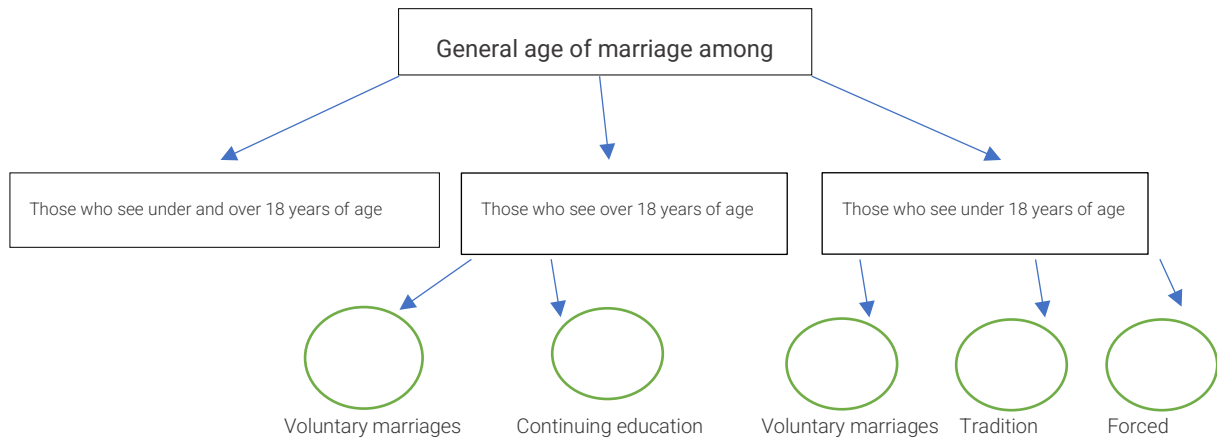 General age of marriage among
Those who see under and over 18 years of age
Those who see over 18 years of age
Those who see under 18 years of age
Voluntary marriages
Continuing education
Voluntary marriages
Tradition
Forced